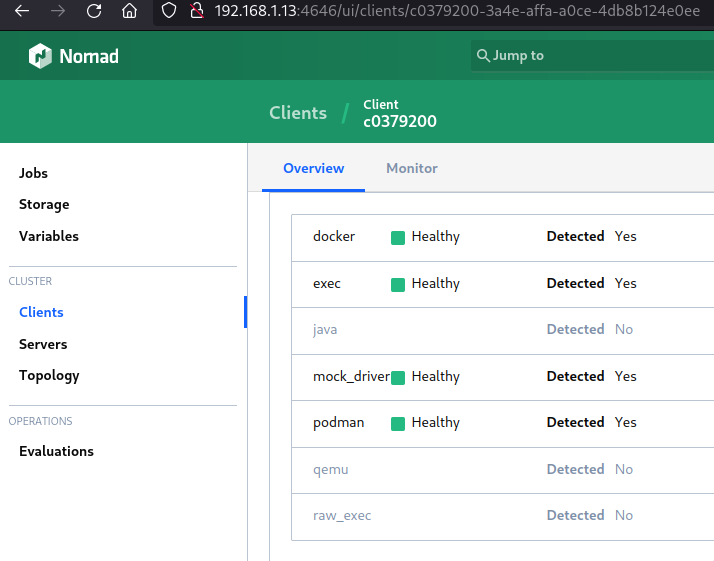 192.168.1.13:4646/ui/clients/c0379200-3a4e-affa-a0ce-4db8b124e0ee
Nomad
Jump to
Clients / Client c0379200
Jobs
Storage
Variables
CLUSTER
Clients
Servers
Topology
OPERATIONS
Evaluations
Overview Monitor
docker Healthy Detected Yes
exec Healthy Detected Yes
java Detected No
mock_driver Healthy Detected Yes
podman Healthy Detected Yes
qemu Detected No
raw_exec Detected No